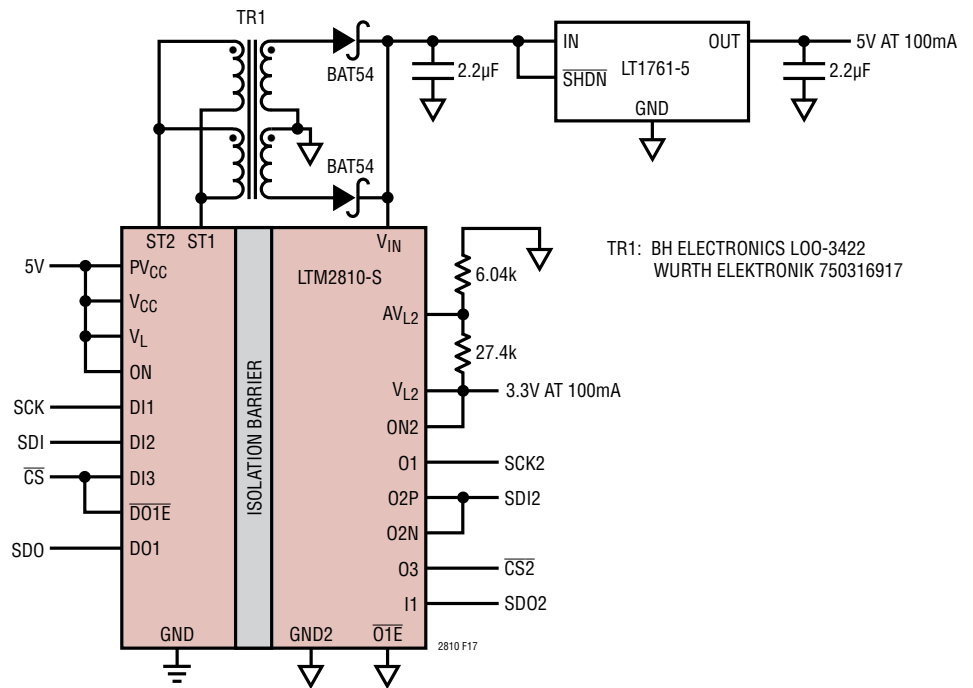 TR1
BAT54
2.2µF
IN
OUT
5V AT 100mA
LT1761-5
SHDN
2.2µF
GND
BAT54
ST2 ST1
VIN
TR1: BH ELECTRONICS LOO-3422
WURTH ELEKTRONIK 750316917
5V
PVCC
LTM2810-S
6.04k
VCC
AVL2
VL
27.4k
ON
VL2
3.3V AT 100mA
ISOLATION BARRIER
SCK
DI1
ON2
SDI
DI2
O1
SCK2
CS
DI3
O2P
SDI2
DO1E
O2N
SDO
DO1
O3
CS2
I1
SDO2
GND
GND2
O1E
2810 F17